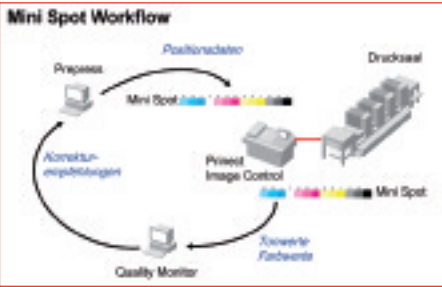 Mini Spot Workflow
Positionsdaten
Drucksaal
Prepress
Mini Spot
Korrektur-
empfehlungen
Prinect
Image Control
Mini Spot
Tonwerte
Farbwerte
Quality Monitor